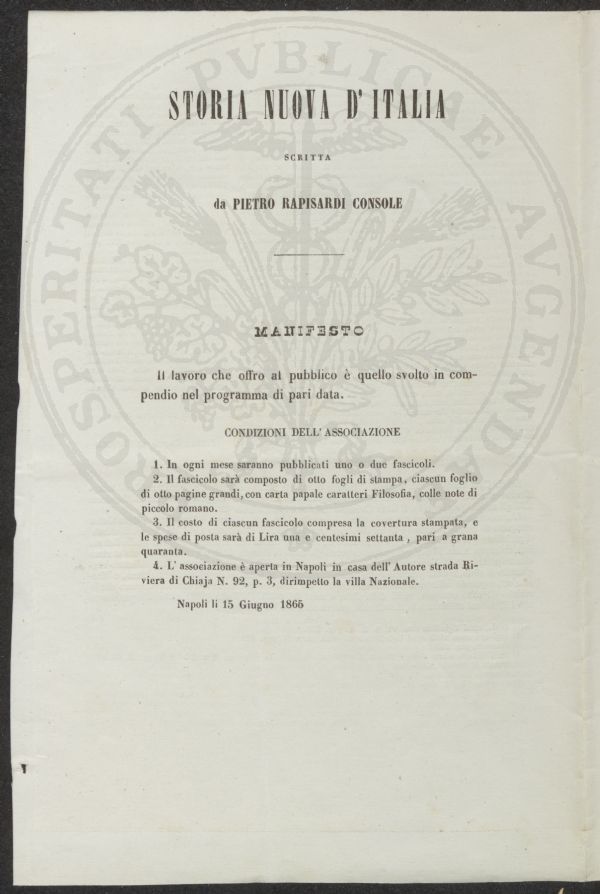 PROSPERITATI PVBLICAE AVGENDAE
STORIA NUOVA D' ITALIA
SCRITTA
da PIETRO RAPISARDI CONSOLE
MANIFESTO
Il lavoro che offro al pubblico è quello svolto in com-
pendio nel programma di pari data.
CONDIZIONI DELL' ASSOCIAZIONE
1. In ogni mese saranno pubblicati uno o due fascicoli.
2. Il fascicolo sarà composto di otto fogli di stampa, ciascun foglio
di otto pagine grandi, con carta papale caratteri Filosofia, colle note di
piccolo romano.
3. Il costo di ciascun fascicolo compresa la covertura stampata, e
le spese di posta sarà di Lira una e centesimi settanta , pari a grana
quaranta.
4. L' associazione è aperta in Napoli in casa dell' Autore strada Ri-
viera di Chiaja N. 92, p. 3, dirimpetto la villa Nazionale.
Napoli li 15 Giugno 1865